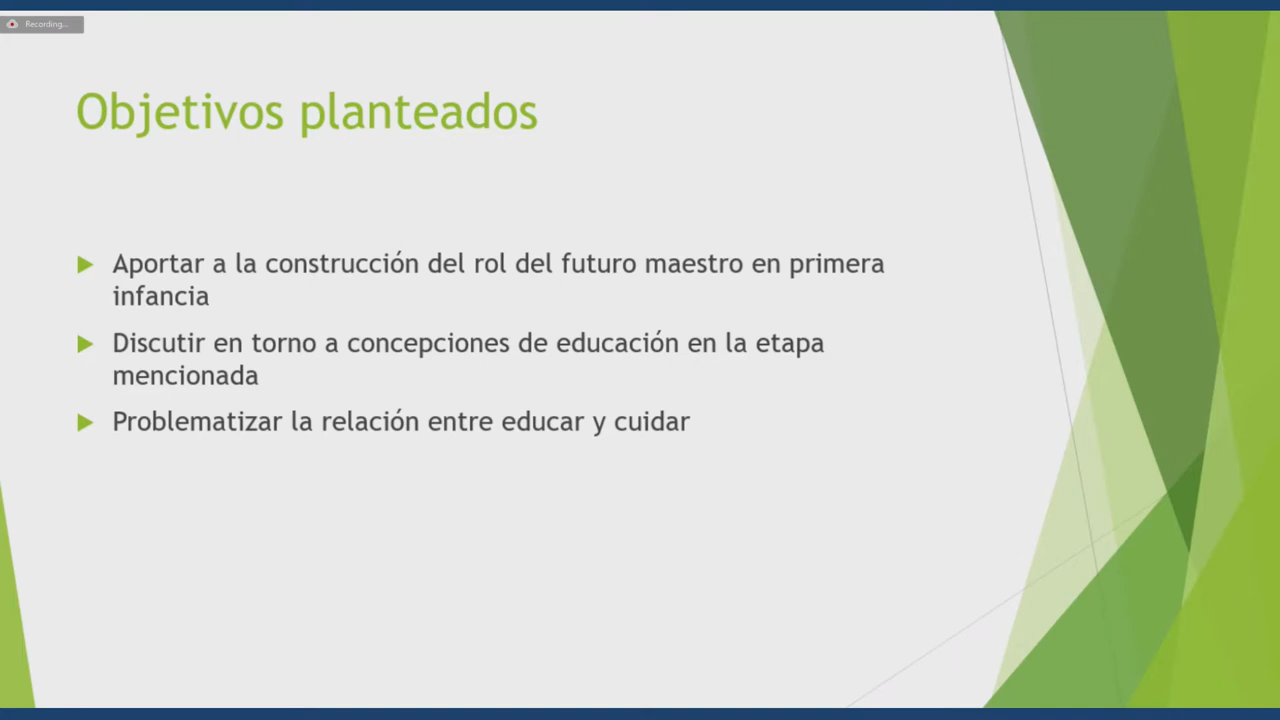 Recording...
Objetivos planteados
Aportar a la construcción del rol del futuro maestro en primera
infancia
Discutir en torno a concepciones de educación en la etapa
mencionada
Problematizar la relación entre educar y cuidar